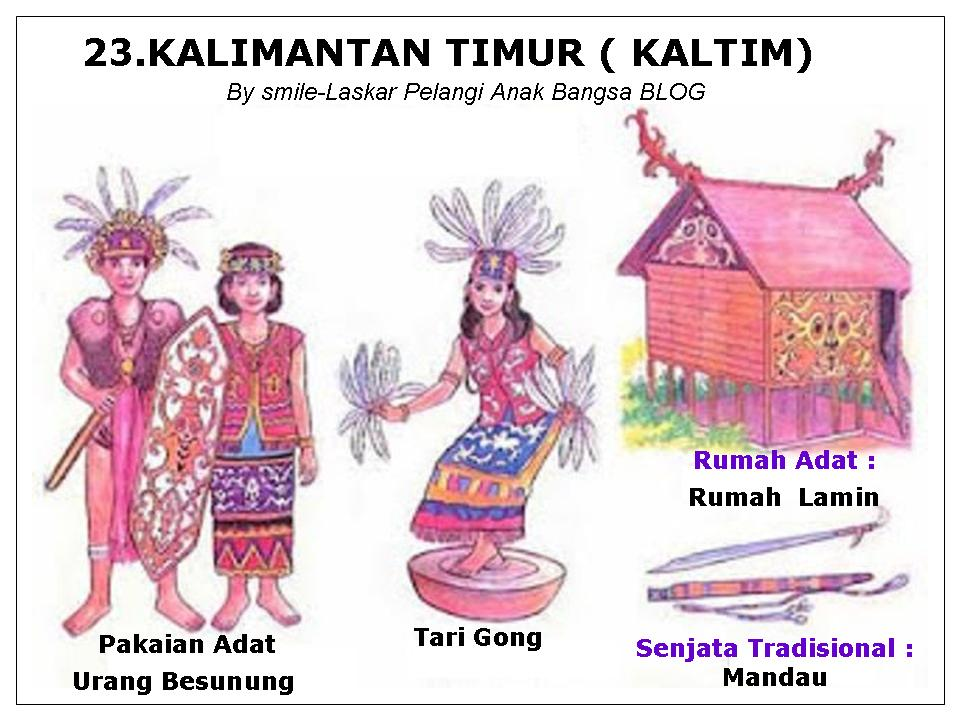 23.KALIMANTAN TIMUR ( KALTIM)
By smile-Laskar Pelangi Anak Bangsa BLOG
Pakaian Adat
Urang Besunung
Tari Gong
Rumah Adat :
Rumah Lamin
Senjata Tradisional :
Mandau